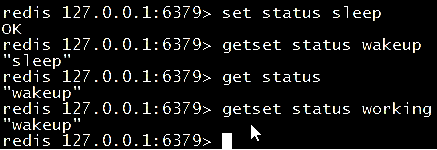 redis 127.0.0.1:6379> set status sleep
OK
redis 127.0.0.1:6379> getset status wakeup
"sleep"
redis 127.0.0.1:6379> get status
"wakeup"
redis 127.0.0.1:6379> getset status working
"wakeup"
redis 127.0.0.1:6379>